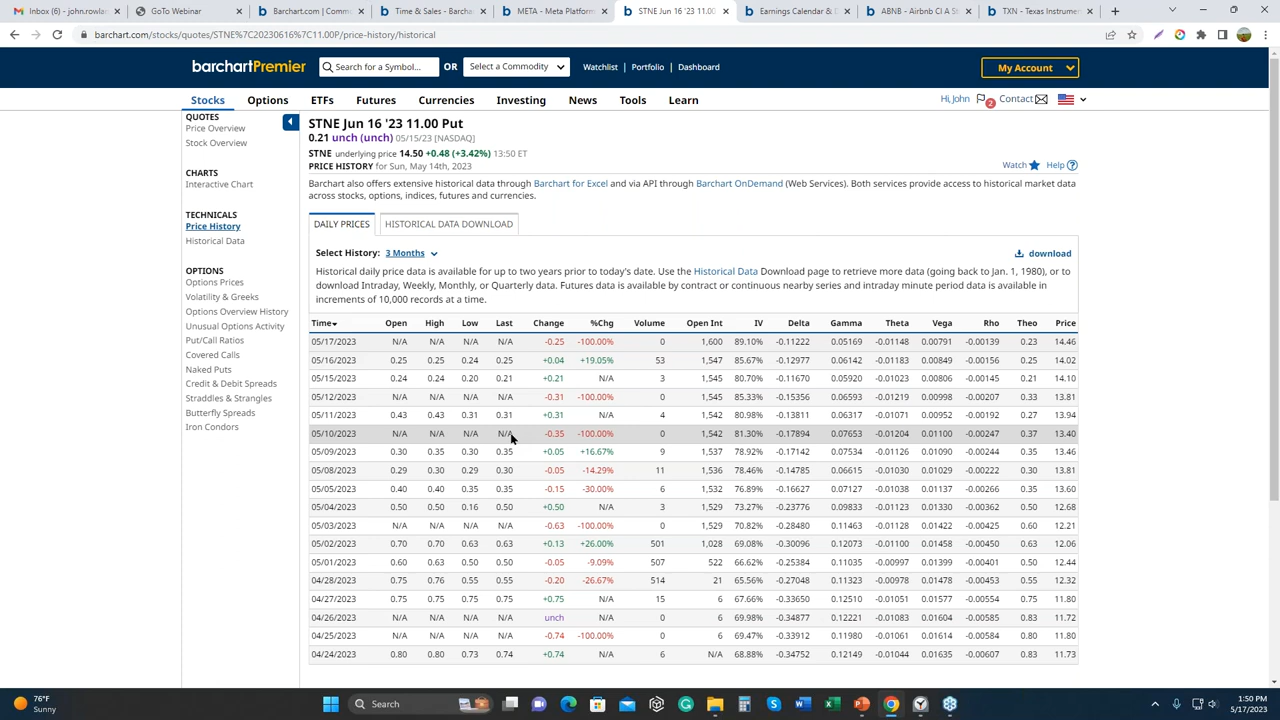 Inbox (6) - john.rowlan
GoTo Webinar
Barchart.com | Comm
Time & Sales - Barchart
META - Meta Platform
STNE Jun 16 '23 11.00
Earnings Calendar & D
ABNB - Airbnb Cl A St
TXN - Texas Instrumen
barchart.com/stocks/quotes/STNE%7C20230616%7C11.00P/price-history/historical
barchartPremier Search for a Symbol... OR Select a Commodity Watchlist Portfolio Dashboard My Account
Stocks Options ETFs Futures Currencies Investing News Tools Learn Hi, John 2 Contact
QUOTES
Price Overview
Stock Overview
CHARTS
Interactive Chart
TECHNICALS
Price History
Historical Data
OPTIONS
Options Prices
Volatility & Greeks
Options Overview History
Unusual Options Activity
Put/Call Ratios
Covered Calls
Naked Puts
Credit & Debit Spreads
Straddles & Strangles
Butterfly Spreads
Iron Condors
STNE Jun 16 '23 11.00 Put
0.21 unch (unch) 05/15/23 [NASDAQ]
STNE underlying price 14.50 +0.48 (+3.42%) 13:50 ET
PRICE HISTORY for Sun, May 14th, 2023
Watch Help
Barchart also offers extensive historical data through Barchart for Excel and via API through Barchart OnDemand (Web Services). Both services provide access to historical market data
across stocks, options, indices, futures and currencies.
DAILY PRICES HISTORICAL DATA DOWNLOAD
Select History: 3 Months download
Historical daily price data is available for up to two years prior to today's date. Use the Historical Data Download page to retrieve more data (going back to Jan. 1, 1980), or to
download Intraday, Weekly, Monthly, or Quarterly data. Futures data is available by contract or continuous nearby series and intraday minute period data is available in
increments of 10,000 records at a time.
Time Open High Low Last Change %Chg Volume Open Int IV Delta Gamma Theta Vega Rho Theo Price
05/17/2023 N/A N/A N/A N/A -0.25 -100.00% 0 1,600 89.10% -0.11222 0.05169 -0.01148 0.00791 -0.00139 0.23 14.46
05/16/2023 0.25 0.25 0.24 0.25 +0.04 +19.05% 53 1,547 85.67% -0.12977 0.06142 -0.01183 0.00849 -0.00156 0.25 14.02
05/15/2023 0.24 0.24 0.20 0.21 +0.21 N/A 3 1,545 80.70% -0.11670 0.05920 -0.01023 0.00806 -0.00145 0.21 14.10
05/12/2023 N/A N/A N/A N/A -0.31 -100.00% 0 1,545 85.33% -0.15356 0.06593 -0.01219 0.00998 -0.00207 0.33 13.81
05/11/2023 0.43 0.43 0.31 0.31 +0.31 N/A 4 1,542 80.98% -0.13811 0.06317 -0.01071 0.00952 -0.00192 0.27 13.94
05/10/2023 N/A N/A N/A N/A -0.35 -100.00% 0 1,542 81.30% -0.17894 0.07653 -0.01204 0.01100 -0.00247 0.37 13.40
05/09/2023 0.30 0.35 0.30 0.35 +0.05 +16.67% 9 1,537 78.92% -0.17142 0.07534 -0.01126 0.01090 -0.00244 0.35 13.46
05/08/2023 0.29 0.30 0.29 0.30 -0.05 -14.29% 11 1,536 78.46% -0.14785 0.06615 -0.01030 0.01029 -0.00222 0.30 13.81
05/05/2023 0.40 0.40 0.35 0.35 -0.15 -30.00% 6 1,532 76.89% -0.16627 0.07127 -0.01038 0.01137 -0.00266 0.35 13.60
05/04/2023 0.50 0.50 0.16 0.50 +0.50 N/A 3 1,529 73.27% -0.23776 0.09833 -0.01123 0.01330 -0.00362 0.50 12.68
05/03/2023 N/A N/A N/A N/A -0.63 -100.00% 0 1,529 70.82% -0.28480 0.11463 -0.01128 0.01422 -0.00425 0.60 12.21
05/02/2023 0.70 0.70 0.63 0.63 +0.13 +26.00% 501 1,028 69.08% -0.30096 0.12073 -0.01100 0.01458 -0.00450 0.63 12.06
05/01/2023 0.60 0.63 0.50 0.50 -0.05 -9.09% 507 522 66.62% -0.25384 0.11035 -0.00997 0.01399 -0.00401 0.50 12.44
04/28/2023 0.75 0.76 0.55 0.55 -0.20 -26.67% 514 21 65.56% -0.27048 0.11323 -0.00978 0.01478 -0.00453 0.55 12.32
04/27/2023 0.75 0.75 0.75 0.75 +0.75 N/A 15 6 67.66% -0.33650 0.12510 -0.01051 0.01577 -0.00554 0.75 11.80
04/26/2023 N/A N/A N/A N/A unch 0 6 69.98% -0.34877 0.12221 -0.01083 0.01604 -0.00584 0.83 11.72
04/25/2023 N/A N/A N/A N/A -0.74 -100.00% 0 6 69.47% -0.33912 0.11980 -0.01061 0.01614 -0.00584 0.80 11.80
04/24/2023 0.80 0.80 0.73 0.74 +0.74 N/A 6 N/A 68.88% -0.34752 0.12149 -0.01044 0.01635 -0.00607 0.83 11.73
76°F
Sunny
Search
1:50 PM
5/17/2023